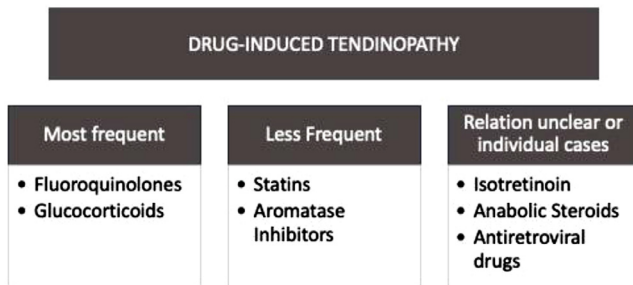 DRUG-INDUCED TENDINOPATHY
Most frequent
• Fluoroquinolones
• Glucocorticoids
Less Frequent
• Statins
• Aromatase
Inhibitors
Relation unclear or
individual cases
• Isotretinoin
• Anabolic Steroids
• Antiretroviral
drugs